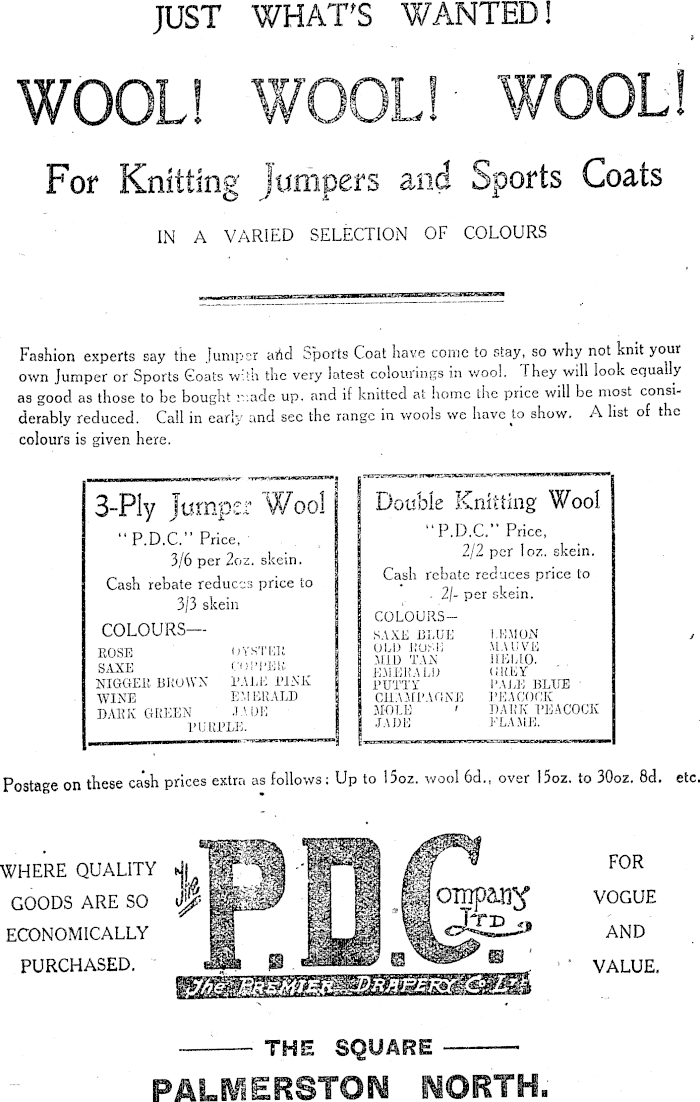 JUST WHAT'S WANTED!
WOOL! WOOL! WOOL!
For Knitting Jumpers and Sports Coats
IN A VARIED SELECTION OF COLOURS
Fashion experts say the Jumper and Sports Coat have come to stay, so why not knit your
own Jumper or Sports Coats with the very latest colourings in wool. They will look equally
as good as those to be bought made up, and if knitted at home the price will be most consi-
derably reduced. Call in early and see the range in wools we have to show. A list of the
colours is given here.
3-Ply Jumper Wool
"P.D.C." Price,
3/6 per 2oz. skein.
Cash rebate reduces price to
3/3 skein
COLOURS—-
ROSE OYSTER
SAXE COPPER
NIGGER BROWN PALE PINK
WINE EMERALD
DARK GREEN JADE
PURPLE.
Double Knitting Wool
"P.D.C." Price,
2/2 per 1oz. skein.
Cash rebate reduces price to
2/- per skein.
COLOURS—
SAXE BLUE LEMON
OLD ROSE MAUVE
MID TAN HELIO.
EMERALD GREY
PUTTY PALE BLUE
CHAMPAGNE PEACOCK
MOLE DARK PEACOCK
JADE FLAME.
Postage on these cash prices extra as follows: Up to 15oz. wool 6d., over 15oz. to 30oz. 8d. etc.
WHERE QUALITY
GOODS ARE SO
ECONOMICALLY
PURCHASED.
The P.D.C. Company LTD
The PREMIER DRAPERY Co Ltd
FOR
VOGUE
AND
VALUE.
THE SQUARE
PALMERSTON NORTH.